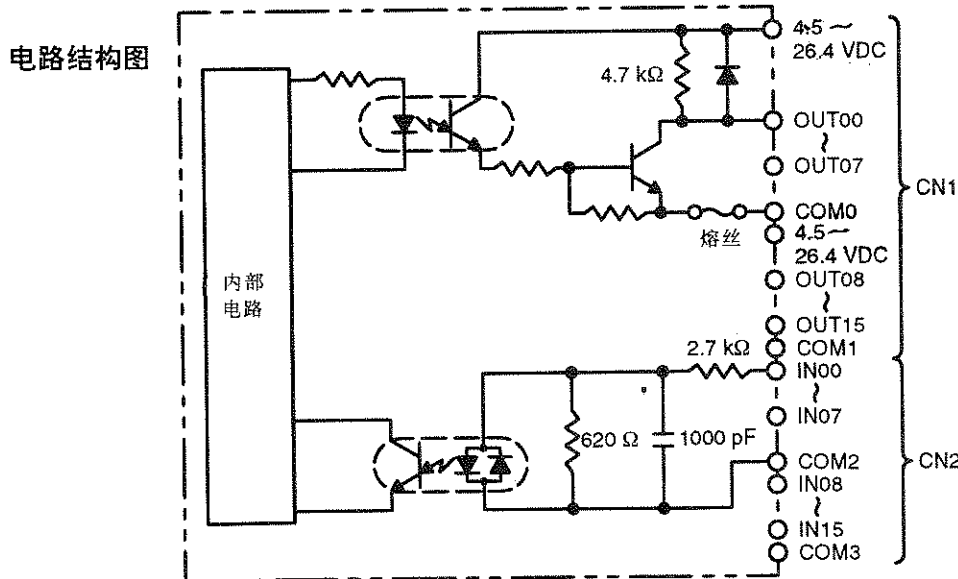 电路结构图
4.5～
26.4 VDC
4.7 kΩ
OUT00
～
OUT07
CN1
COM0
熔丝
4.5～
26.4 VDC
内部
电路
OUT08
～
OUT15
COM1
2.7 kΩ
IN00
～
IN07
620 Ω
1000 pF
COM2
CN2
IN08
～
IN15
COM3